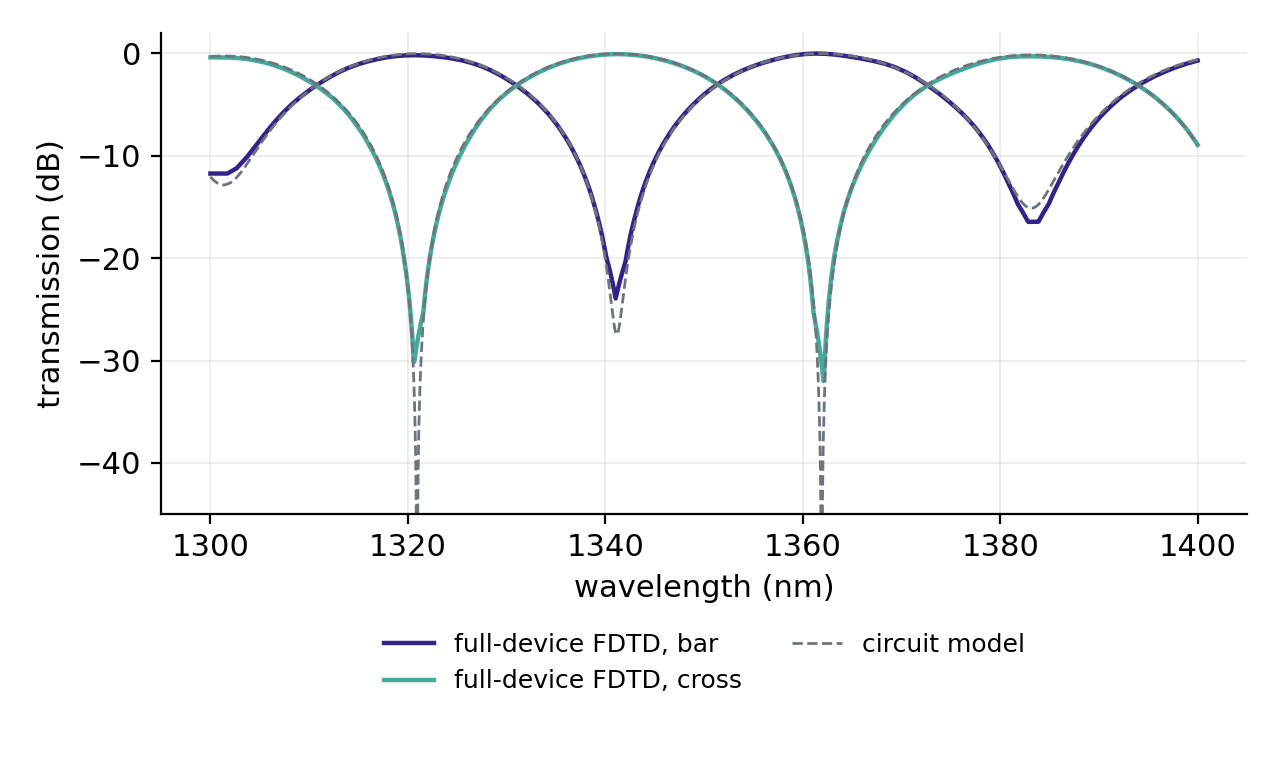 0
−10
−20
−30
−40
transmission (dB)
1300 1320 1340 1360 1380 1400
wavelength (nm)
full-device FDTD, bar
full-device FDTD, cross
circuit model